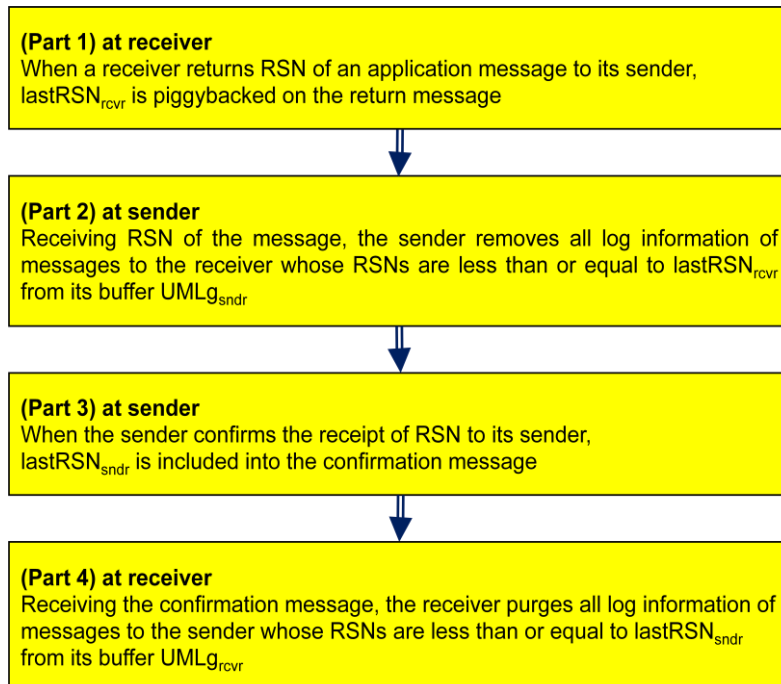 (Part 1) at receiver
When a receiver returns RSN of an application message to its sender,
lastRSNrcvr is piggybacked on the return message
(Part 2) at sender
Receiving RSN of the message, the sender removes all log information of
messages to the receiver whose RSNs are less than or equal to lastRSNrcvr
from its buffer UMLgsndr
(Part 3) at sender
When the sender confirms the receipt of RSN to its sender,
lastRSNsndr is included into the confirmation message
(Part 4) at receiver
Receiving the confirmation message, the receiver purges all log information of
messages to the sender whose RSNs are less than or equal to lastRSNsndr
from its buffer UMLgrcvr